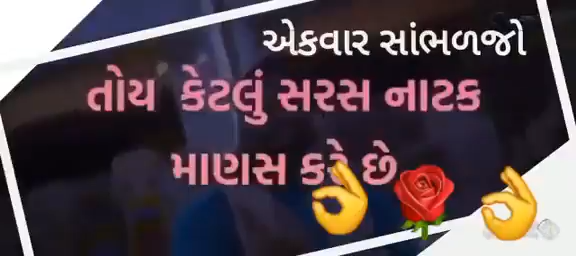 એકવાર સાંભળજો
તોય કેટલું સરસ નાટક
માણસ કરે છે